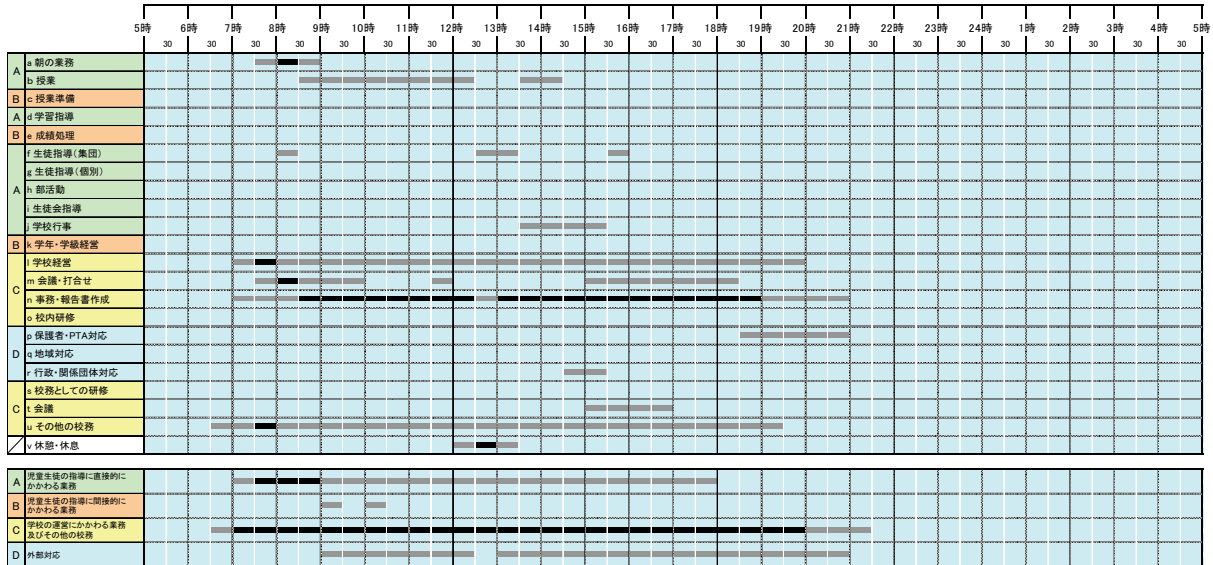 5時 6時 7時 8時 9時 10時 11時 12時 13時 14時 15時 16時 17時 18時 19時 20時 21時 22時 23時 24時 1時 2時 3時 4時 5時
30 30 30 30 30 30 30 30 30 30 30 30 30 30 30 30 30 30 30 30 30 30 30 30
A
a 朝の業務
b 授業
B c 授業準備
A d 学習指導
B e 成績処理
A
f 生徒指導(集団)
g 生徒指導(個別)
h 部活動
i 生徒会指導
j 学校行事
B k 学年・学級経営
C
l 学校経営
m 会議・打合せ
n 事務・報告書作成
o 校内研修
D
p 保護者・PTA対応
q 地域対応
r 行政・関係団体対応
C
s 校務としての研修
t 会議
u その他の校務
v 休憩・休息
A 児童生徒の指導に直接的に
かかわる業務
B 児童生徒の指導に間接的に
かかわる業務
C 学校の運営にかかわる業務
及びその他の校務
D 外部対応